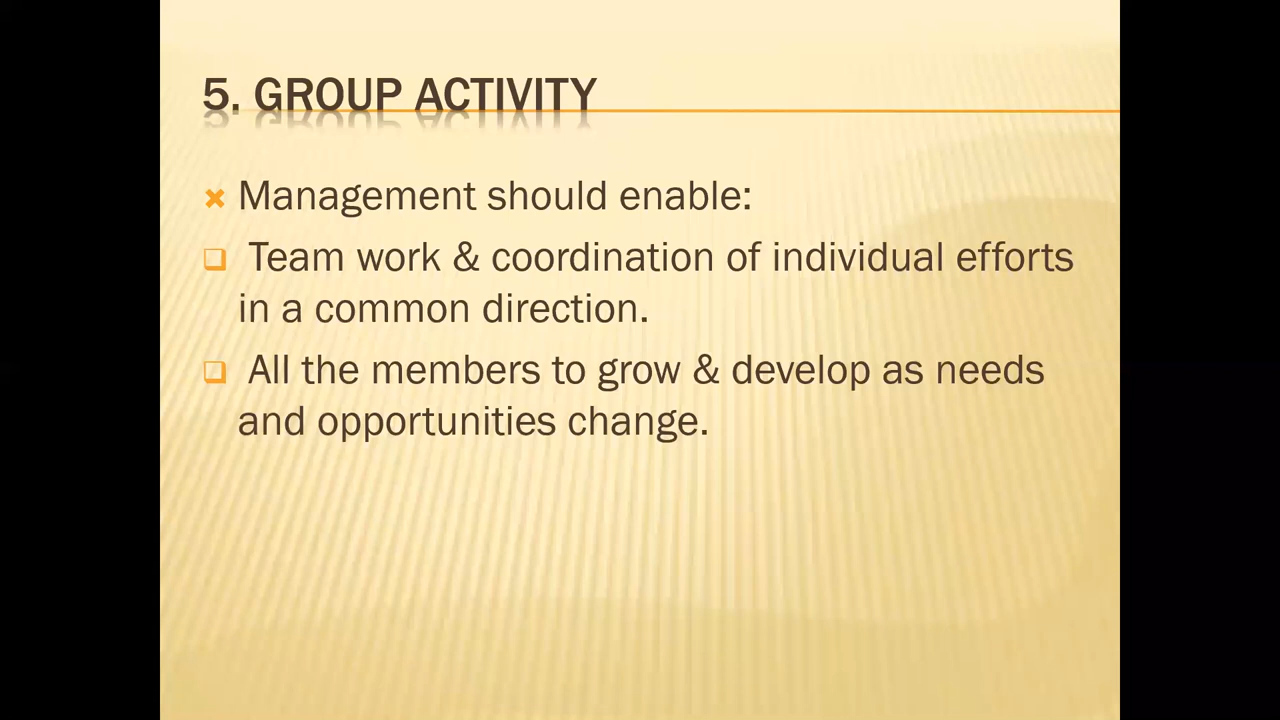 5. GROUP ACTIVITY
Management should enable:
Team work & coordination of individual efforts
in a common direction.
All the members to grow & develop as needs
and opportunities change.